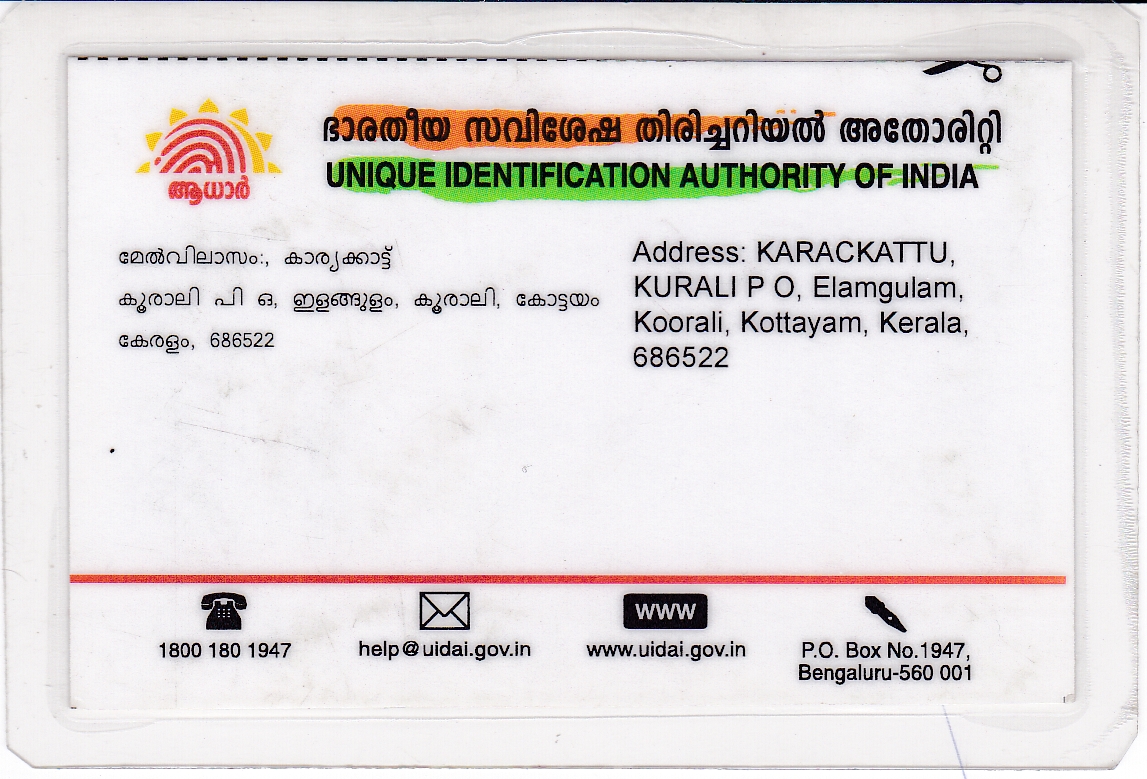 ഭാരതീയ സവിശേഷ തിരിച്ചറിയൽ അതോരിറ്റി
UNIQUE IDENTIFICATION AUTHORITY OF INDIA
ആധാർ
മേൽവിലാസം:, കാര്യക്കാട്ട്
കൂരാലി പി ഒ, ഇളങ്ങുളം, കൂരാലി, കോട്ടയം
കേരളം, 686522
Address: KARACKATTU,
KURALI P O, Elamgulam,
Koorali, Kottayam, Kerala,
686522
1800 180 1947
help@uidai.gov.in
www
www.uidai.gov.in
P.O. Box No.1947,
Bengaluru-560 001